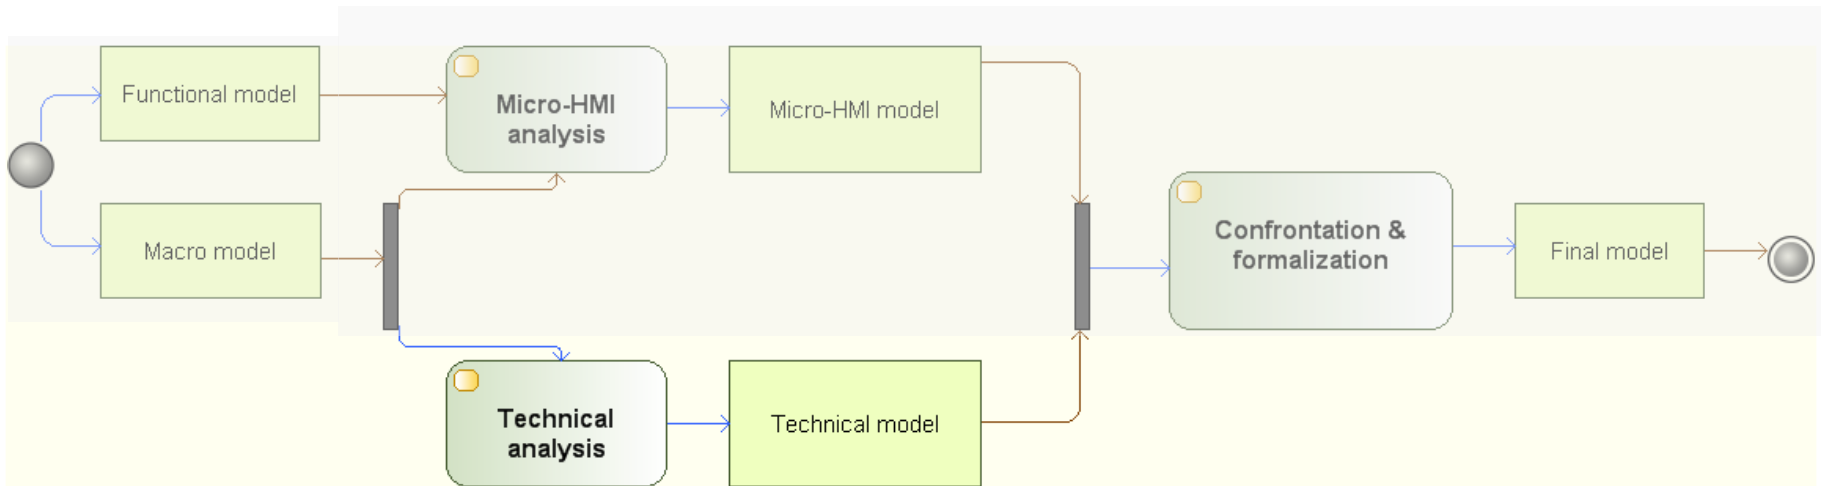 Functional model
Micro-HMI
analysis
Micro-HMI model
Macro model
Confrontation &
formalization
Final model
Technical
analysis
Technical model